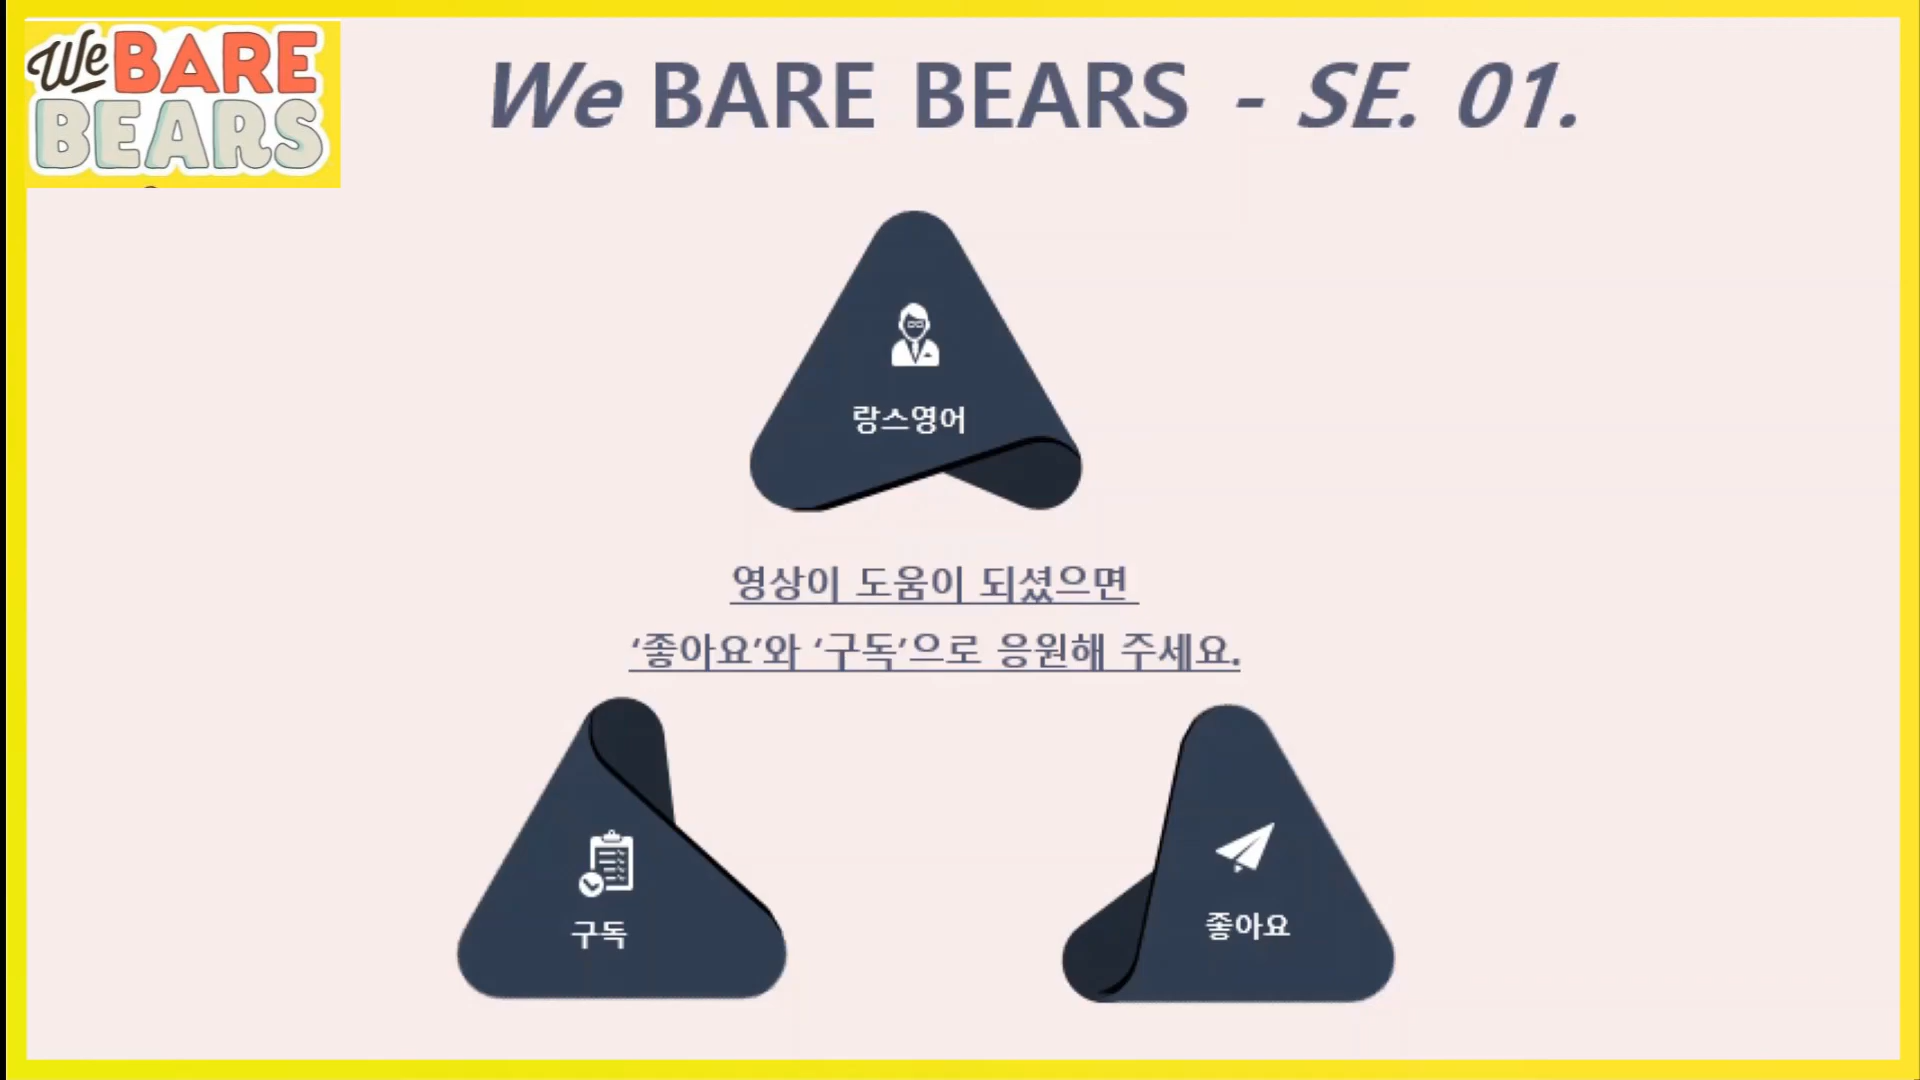 We BARE
BEARS
We BARE BEARS - SE. 01.
랑스영어
영상이 도움이 되셨으면
‘좋아요’와 ‘구독’으로 응원해 주세요.
구독
좋아요